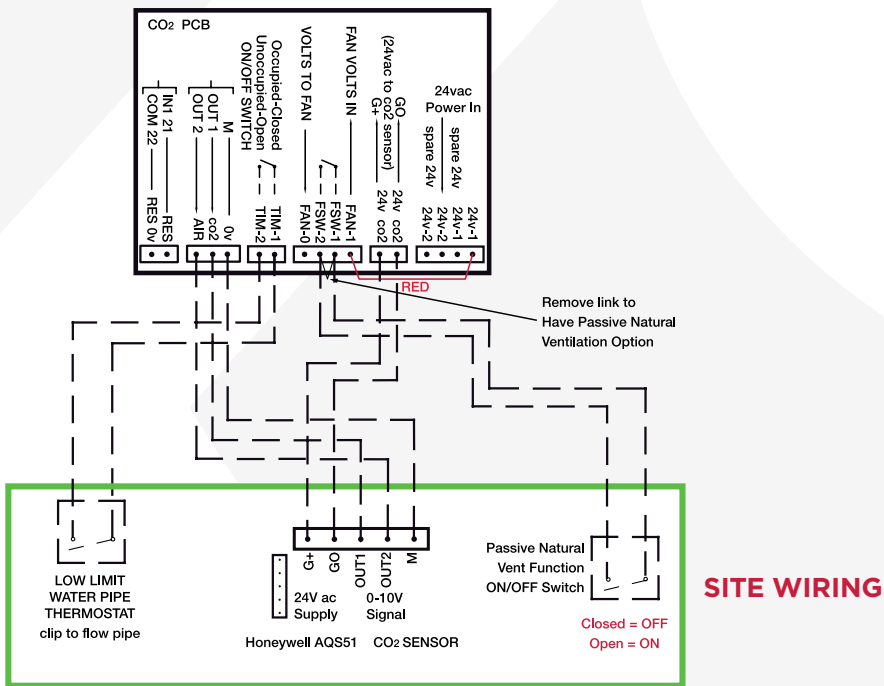 CO2 PCB
IN1 21
COM 22
RES
RES 0v
M
OUT 1
OUT 2
0v
co2
AIR
Occupied-Closed
Unoccupied-Open
ON/OFF SWITCH
TIM-1
TIM-2
VOLTS TO FAN
FAN VOLTS IN
FAN-1
FSW-1
FSW-2
FAN-0
GO
(24vac to co2 sensor)
G+
24v co2
24v co2
24vac
Power In
spare 24v
spare 24v
24v-1
24v-1
24v-2
24v-2
RED
Remove link to
Have Passive Natural
Ventilation Option
LOW LIMIT
WATER PIPE
THERMOSTAT
clip to flow pipe
G+
GO
OUT1
OUT2
M
24V ac
Supply
0-10V
Signal
Honeywell AQS51 CO2 SENSOR
Passive Natural
Vent Function
ON/OFF Switch
Closed = OFF
Open = ON
SITE WIRING